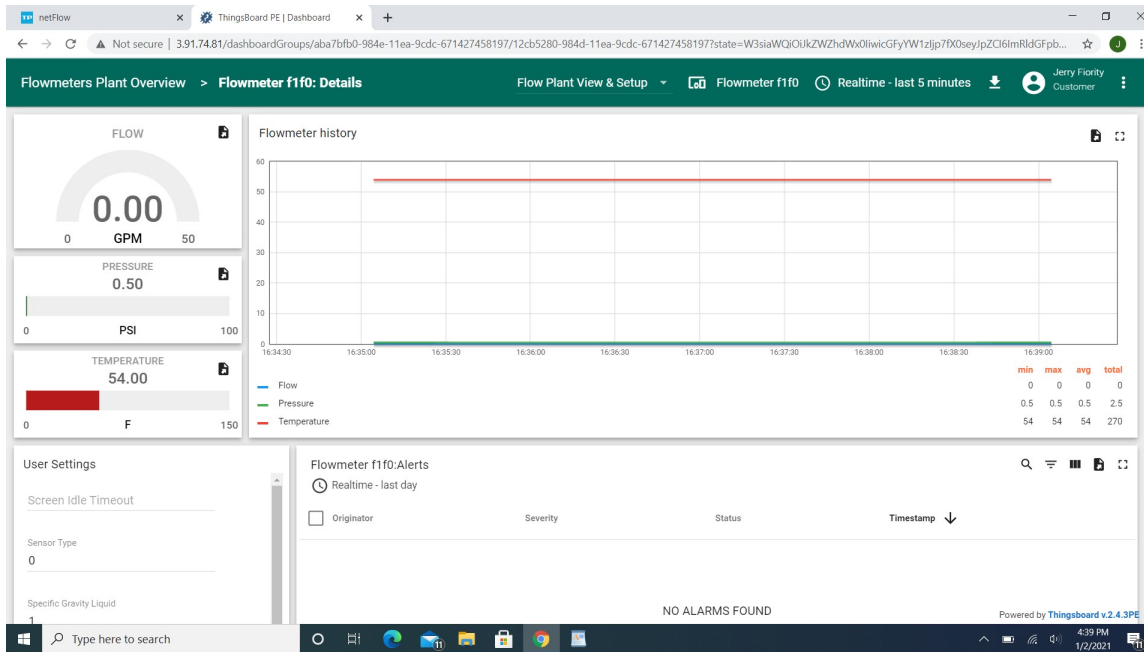 TP netFlow
ThingsBoard PE | Dashboard
Not secure | 3.91.74.81/dashboardGroups/aba7bfb0-984e-11ea-9cdc-671427458197/12cb5280-984d-11ea-9cdc-671427458197?state=W3siaWQiOiJkZWZhdWx0IiwicGFyYW1zIjp7fX0seyJpZCI6ImRldGFpb...
J
Flowmeters Plant Overview > Flowmeter f1f0: Details
Flow Plant View & Setup
Flowmeter f1f0
Realtime - last 5 minutes
Jerry Fiority
Customer
FLOW
0.00
0 GPM 50
PRESSURE
0.50
0 PSI 100
TEMPERATURE
54.00
0 F 150
Flowmeter history
60
50
40
30
20
10
0
16:34:30 16:35:00 16:35:30 16:36:00 16:36:30 16:37:00 16:37:30 16:38:00 16:38:30 16:39:00
min max avg total
Flow 0 0 0 0
Pressure 0.5 0.5 0.5 2.5
Temperature 54 54 54 270
User Settings
Screen Idle Timeout
Sensor Type
0
Specific Gravity Liquid
1
Flowmeter f1f0:Alerts
Realtime - last day
Originator Severity Status Timestamp
NO ALARMS FOUND
Powered by Thingsboard v.2.4.3PE
Type here to search
11
4:39 PM
1/2/2021
11